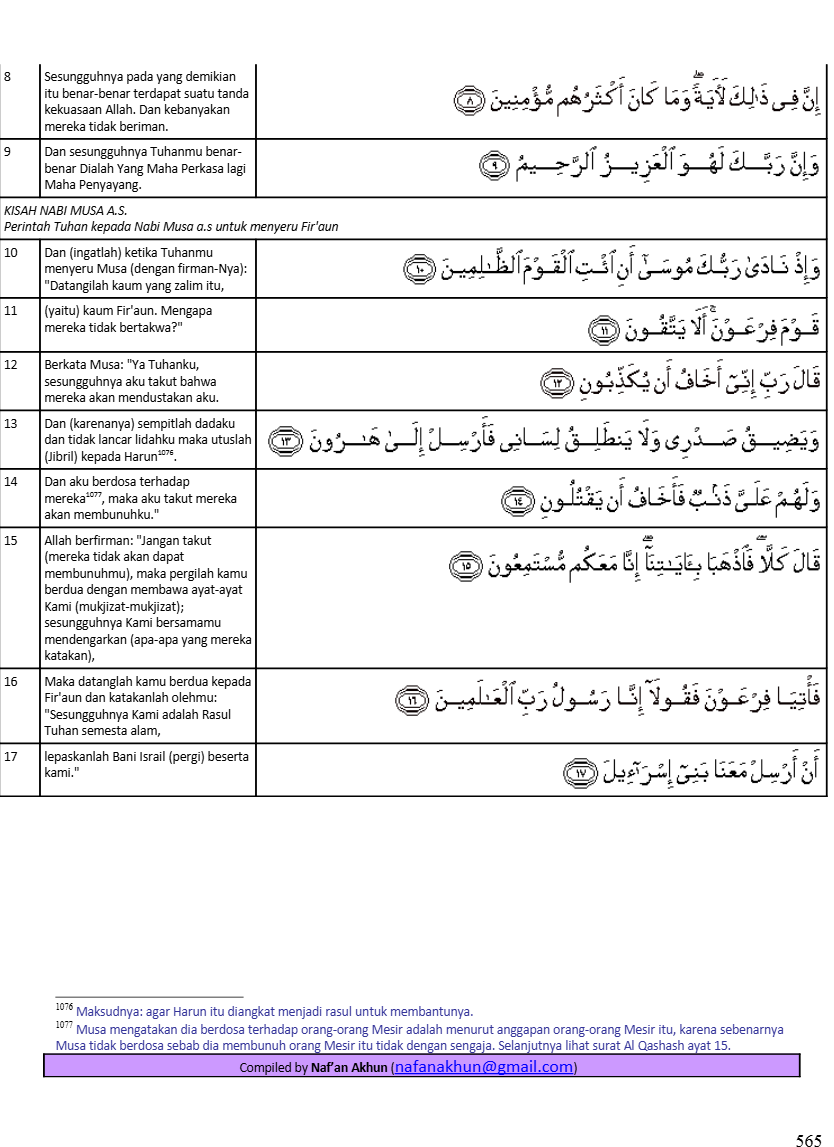 8
Sesungguhnya pada yang demikian
itu benar-benar terdapat suatu tanda
kekuasaan Allah. Dan kebanyakan
mereka tidak beriman.
إِنَّ فِى ذَٰلِكَ لَأَيَةً ۖ وَمَا كَانَ أَكْثَرُهُم مُّؤْمِنِينَ ٨
9
Dan sesungguhnya Tuhanmu benar-
benar Dialah Yang Maha Perkasa lagi
Maha Penyayang.
وَإِنَّ رَبَّكَ لَهُوَ ٱلْعَزِيزُ ٱلرَّحِيمُ ٩
KISAH NABI MUSA A.S.
Perintah Tuhan kepada Nabi Musa a.s untuk menyeru Fir'aun
10
Dan (ingatlah) ketika Tuhanmu
menyeru Musa (dengan firman-Nya):
"Datangilah kaum yang zalim itu,
وَإِذْ نَادَىٰ رَبُّكَ مُوسَىٰٓ أَنِ ٱئْتِ ٱلْقَوْمَ ٱلظَّـٰلِمِينَ ١٠
11
(yaitu) kaum Fir'aun. Mengapa
mereka tidak bertakwa?"
قَوْمَ فِرْعَوْنَ ۚ أَلَا يَتَّقُونَ ١١
12
Berkata Musa: "Ya Tuhanku,
sesungguhnya aku takut bahwa
mereka akan mendustakan aku.
قَالَ رَبِّ إِنِّىٓ أَخَافُ أَن يُكَذِّبُونِ ١٢
13
Dan (karenanya) sempitlah dadaku
dan tidak lancar lidahku maka utuslah
(Jibril) kepada Harun¹⁰⁷⁶.
وَيَضِيقُ صَدْرِى وَلَا يَنطَلِقُ لِسَانِى فَأَرْسِلْ إِلَىٰ هَـٰرُونَ ١٣
14
Dan aku berdosa terhadap
mereka¹⁰⁷⁷, maka aku takut mereka
akan membunuhku."
وَلَهُمْ عَلَىَّ ذَنۢبٌ فَأَخَافُ أَن يَقْتُلُونِ ١٤
15
Allah berfirman: "Jangan takut
(mereka tidak akan dapat
membunuhmu), maka pergilah kamu
berdua dengan membawa ayat-ayat
Kami (mukjizat-mukjizat);
sesungguhnya Kami bersamamu
mendengarkan (apa-apa yang mereka
katakan),
قَالَ كَلَّا ۖ فَٱذْهَبَا بِـَٔايَـٰتِنَآ ۖ إِنَّا مَعَكُم مُّسْتَمِعُونَ ١٥
16
Maka datanglah kamu berdua kepada
Fir'aun dan katakanlah olehmu:
"Sesungguhnya Kami adalah Rasul
Tuhan semesta alam,
فَأْتِيَا فِرْعَوْنَ فَقُولَآ إِنَّا رَسُولُ رَبِّ ٱلْعَـٰلَمِينَ ١٦
17
lepaskanlah Bani Israil (pergi) beserta
kami."
أَنْ أَرْسِلْ مَعَنَا بَنِىٓ إِسْرَٰٓءِيلَ ١٧
¹⁰⁷⁶ Maksudnya: agar Harun itu diangkat menjadi rasul untuk membantunya.
¹⁰⁷⁷ Musa mengatakan dia berdosa terhadap orang-orang Mesir adalah menurut anggapan orang-orang Mesir itu, karena sebenarnya
Musa tidak berdosa sebab dia membunuh orang Mesir itu tidak dengan sengaja. Selanjutnya lihat surat Al Qashash ayat 15.
Compiled by Naf'an Akhun (nafanakhun@gmail.com)
565